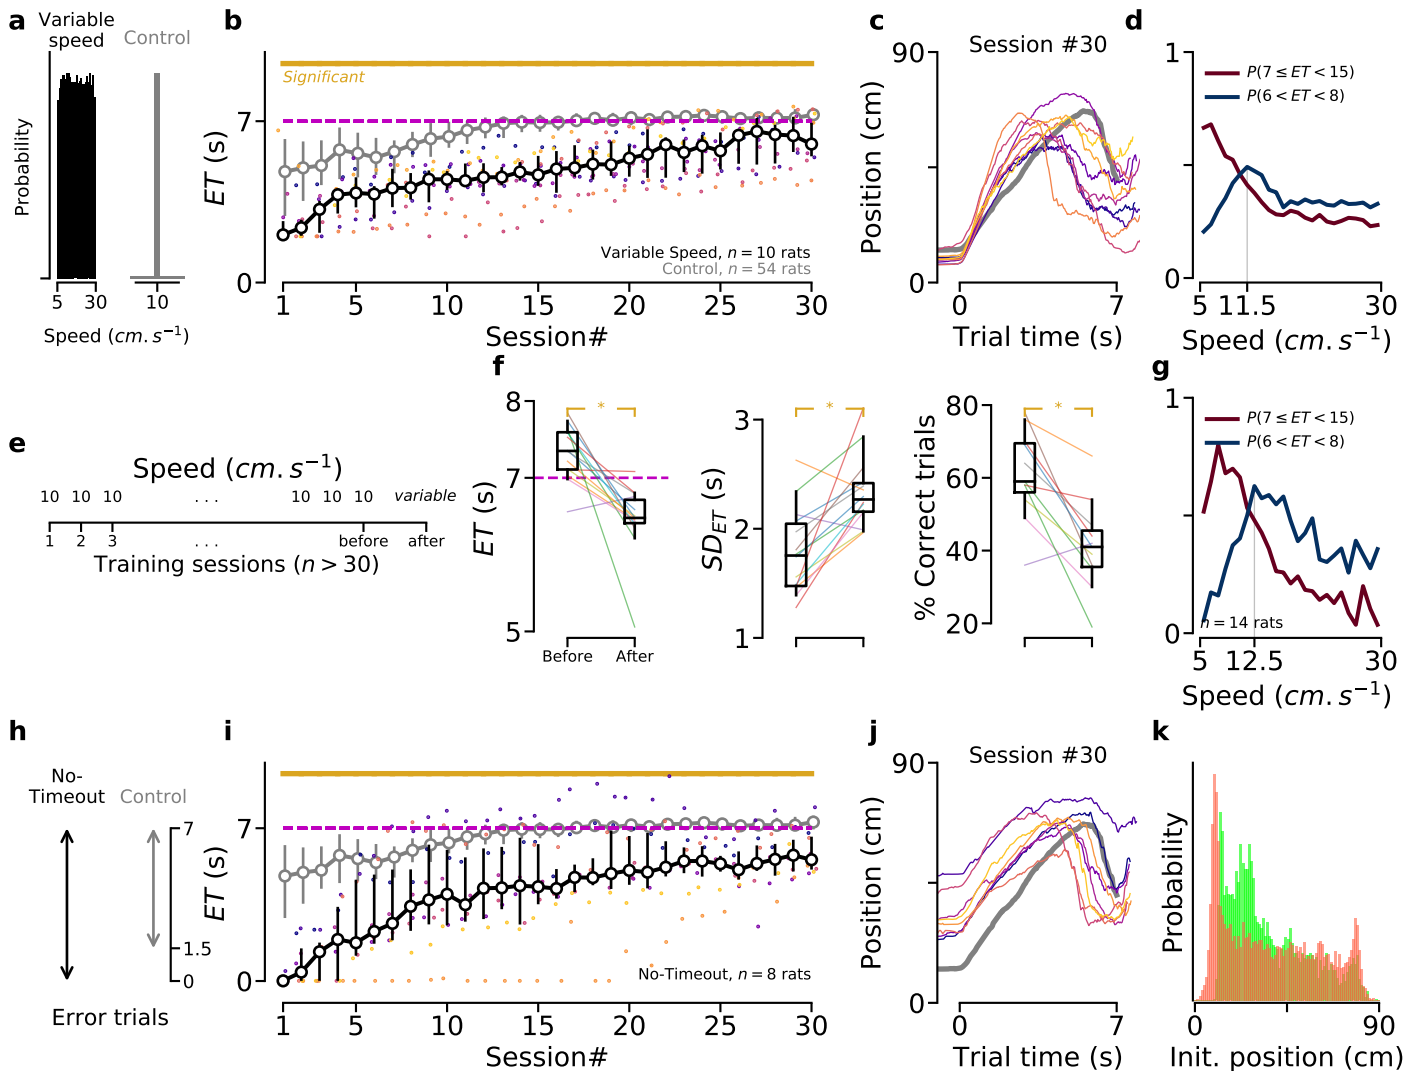 a
Variable
speed
Control
Probability
5
30
10
Speed (cm. s⁻¹)
b
Significant
ET (s)
7
0
Variable Speed, n = 10 rats
Control, n = 54 rats
1
5
10
15
20
25
30
Session#
c
Session #30
Position (cm)
90
0
0
7
Trial time (s)
d
1
0
P(7 ≤ ET < 15)
P(6 < ET < 8)
5
11.5
30
Speed (cm. s⁻¹)
e
Speed (cm. s⁻¹)
10 10 10 . . . 10 10 10 variable
1 2 3 . . . before after
Training sessions (n > 30)
f
ET (s)
8
7
5
*
Before
After
SD_ET (s)
3
2
1
*
% Correct trials
80
60
40
20
*
g
1
0
P(7 ≤ ET < 15)
P(6 < ET < 8)
n = 14 rats
5
12.5
30
Speed (cm. s⁻¹)
h
No-
Timeout
Control
7
1.5
0
Error trials
i
ET (s)
7
0
No-Timeout, n = 8 rats
1
5
10
15
20
25
30
Session#
j
Session #30
Position (cm)
90
0
0
7
Trial time (s)
k
Probability
0
90
Init. position (cm)